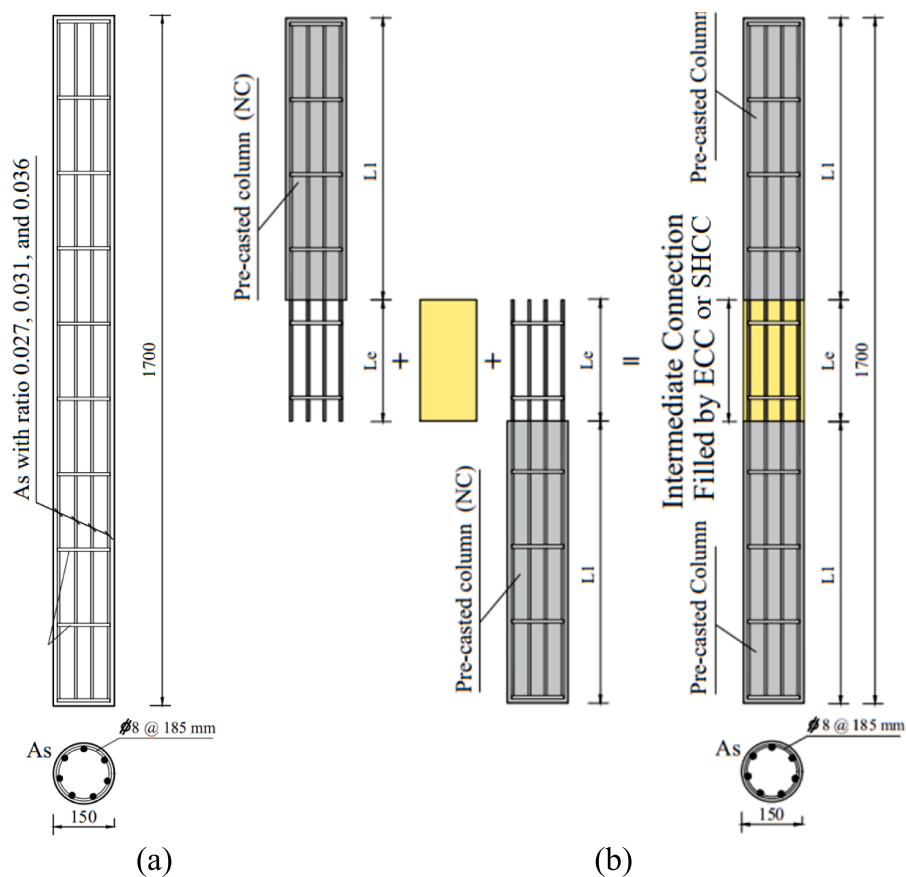 As with ratio 0.027, 0.031, and 0.036
1700
ϕ8 @ 185 mm
As
150
(a)
Pre-casted column (NC)
L1
Le
+
+
Pre-casted column (NC)
Le
L1
=
Intermediate Connection
Filled by ECC or SHCC
Pre-casted Column
Pre-casted Column
L1
Le
L1
1700
ϕ8 @ 185 mm
As
150
(b)